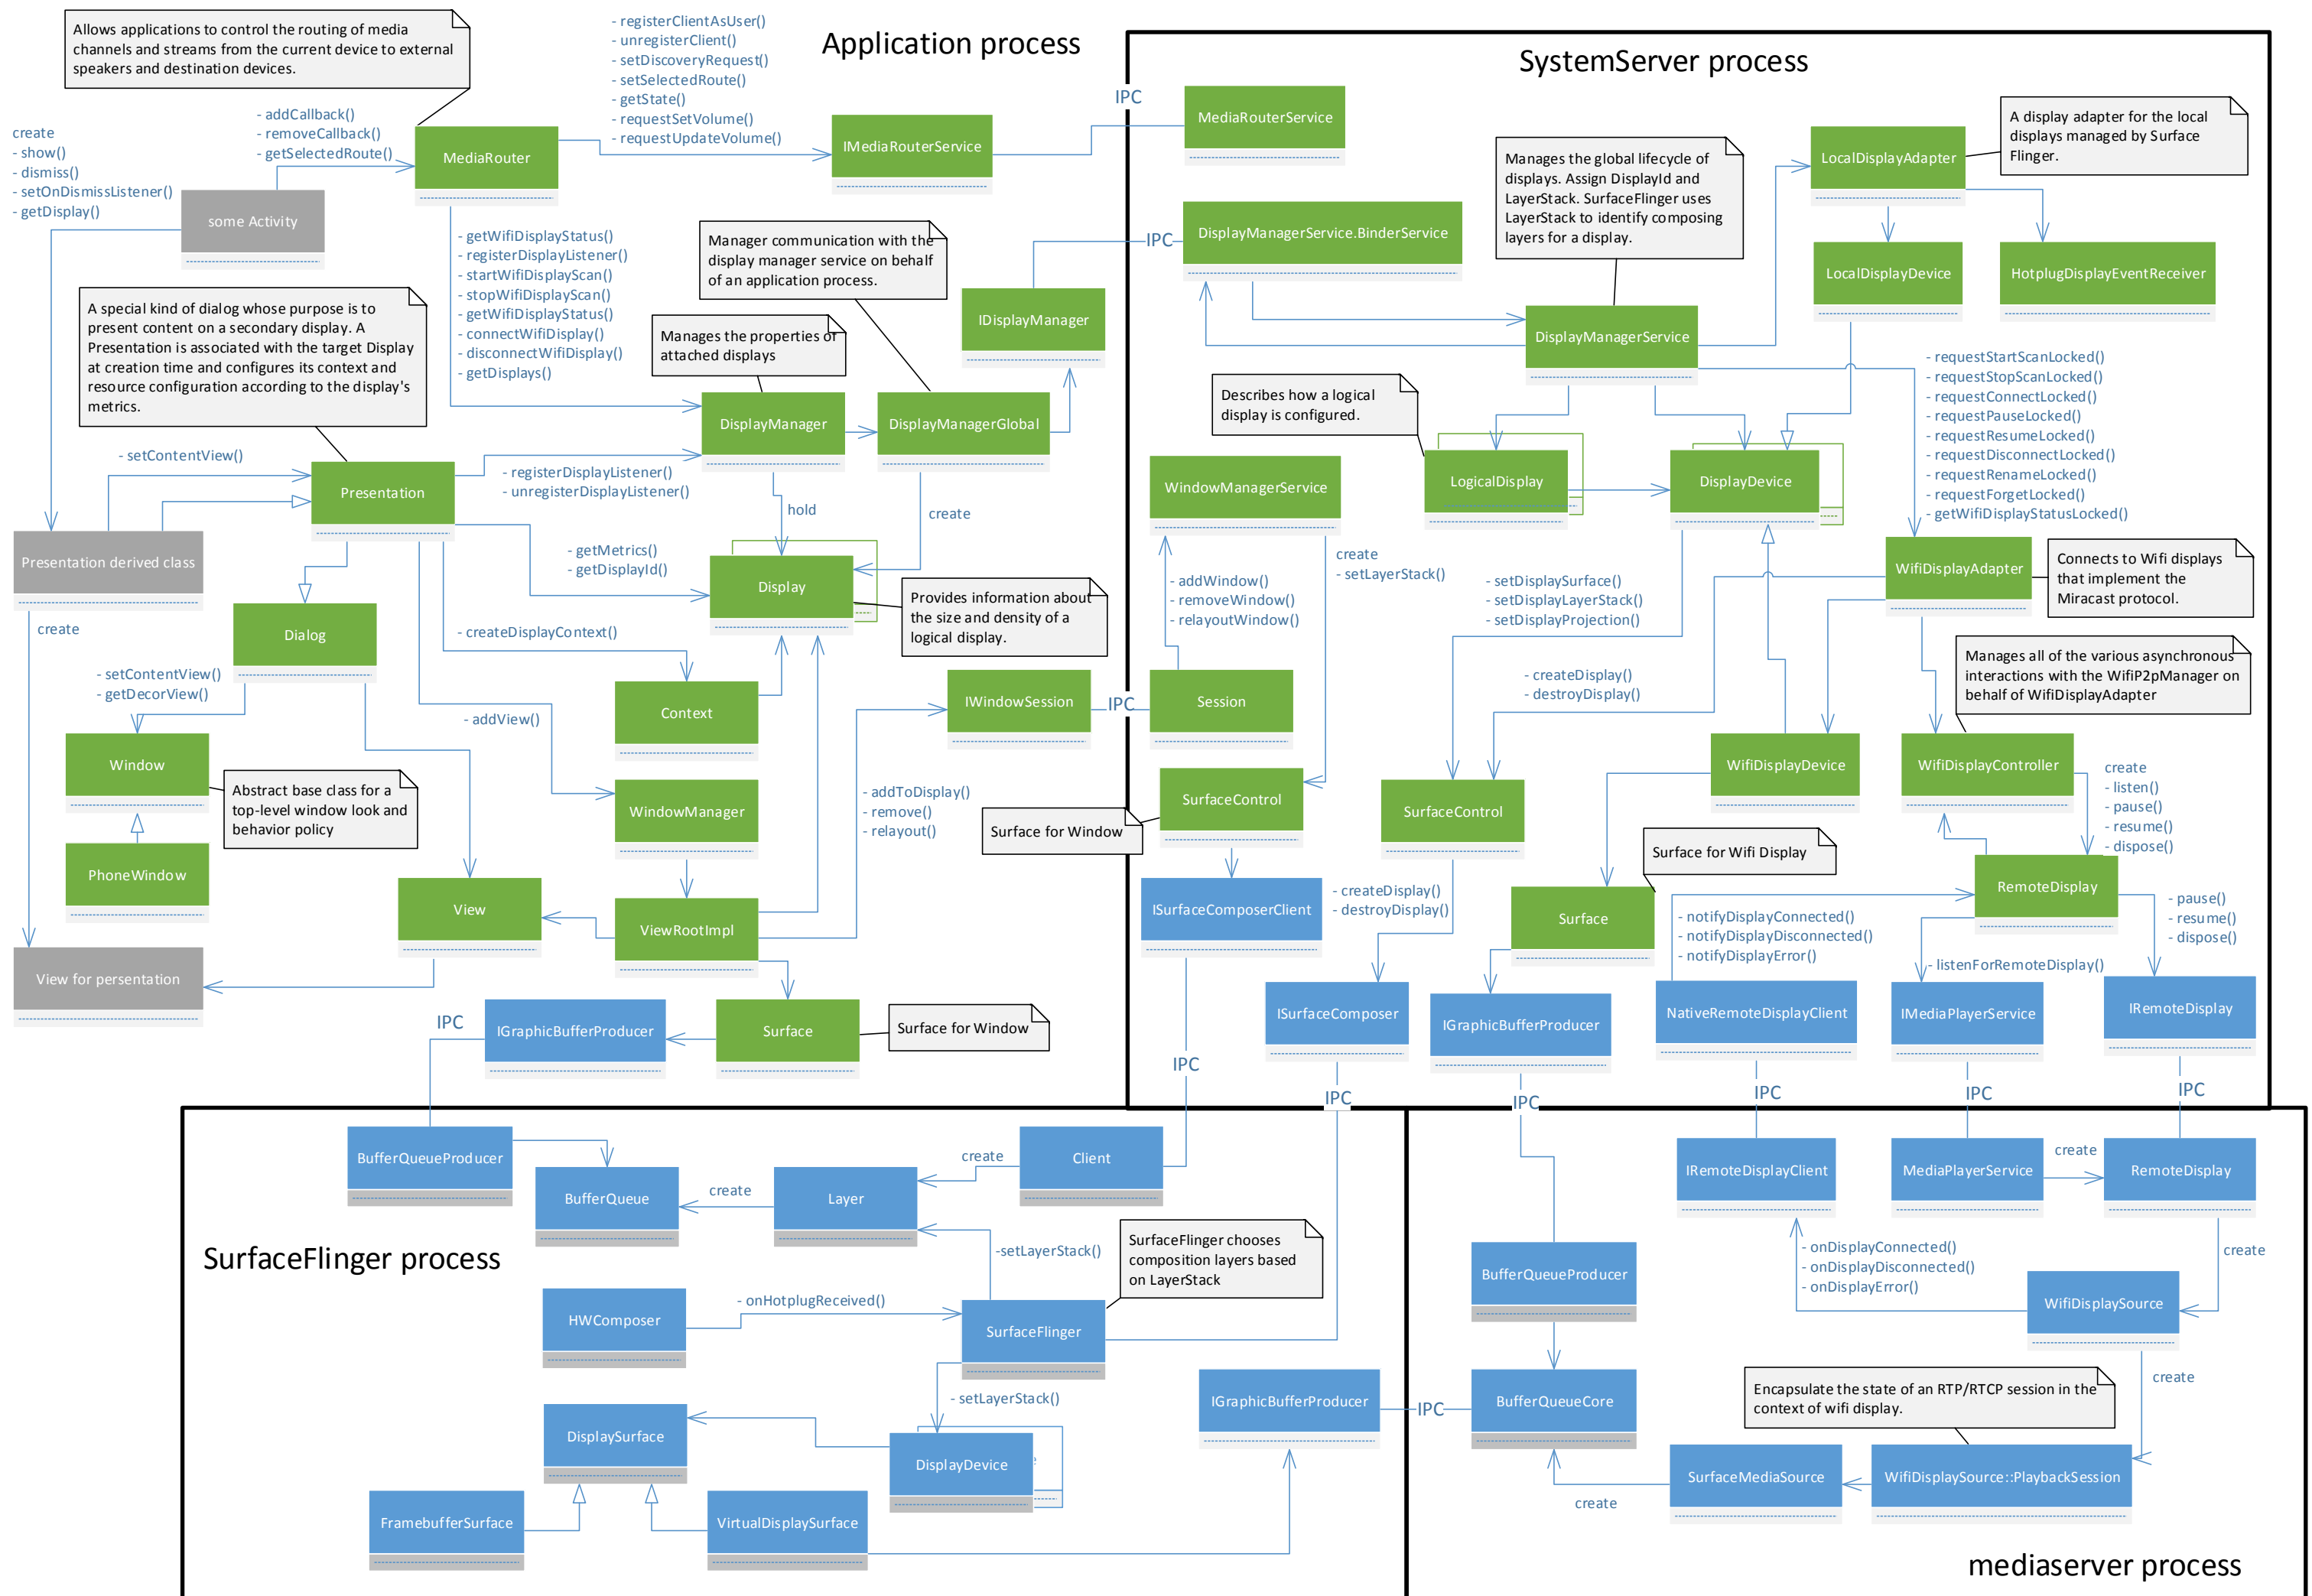 Application process
Allows applications to control the routing of media
channels and streams from the current device to external
speakers and destination devices.
- registerClientAsUser()
- unregisterClient()
- setDiscoveryRequest()
- setSelectedRoute()
- getState()
- requestSetVolume()
- requestUpdateVolume()
- addCallback()
- removeCallback()
- getSelectedRoute()
create
- show()
- dismiss()
- setOnDismissListener()
- getDisplay()
MediaRouter
IMediaRouterService
some Activity
- getWifiDisplayStatus()
- registerDisplayListener()
- startWifiDisplayScan()
- stopWifiDisplayScan()
- getWifiDisplayStatus()
- connectWifiDisplay()
- disconnectWifiDisplay()
- getDisplays()
Manager communication with the
display manager service on behalf
of an application process.
A special kind of dialog whose purpose is to
present content on a secondary display. A
Presentation is associated with the target Display
at creation time and configures its context and
resource configuration according to the display's
metrics.
Manages the properties of
attached displays
IDisplayManager
DisplayManager
DisplayManagerGlobal
- setContentView()
Presentation
- registerDisplayListener()
- unregisterDisplayListener()
hold
create
Presentation derived class
- getMetrics()
- getDisplayId()
Display
Provides information about
the size and density of a
logical display.
create
Dialog
- createDisplayContext()
- setContentView()
- getDecorView()
Context
IWindowSession
- addView()
Window
Abstract base class for a
top-level window look and
behavior policy
WindowManager
- addToDisplay()
- remove()
- relayout()
PhoneWindow
View
ViewRootImpl
View for persentation
IPC
IGraphicBufferProducer
Surface
Surface for Window
SystemServer process
IPC
MediaRouterService
A display adapter for the local
displays managed by Surface
Flinger.
LocalDisplayAdapter
Manages the global lifecycle of
displays. Assign DisplayId and
LayerStack. SurfaceFlinger uses
LayerStack to identify composing
layers for a display.
IPC
DisplayManagerService.BinderService
LocalDisplayDevice
HotplugDisplayEventReceiver
DisplayManagerService
- requestStartScanLocked()
- requestStopScanLocked()
- requestConnectLocked()
- requestPauseLocked()
- requestResumeLocked()
- requestDisconnectLocked()
- requestRenameLocked()
- requestForgetLocked()
- getWifiDisplayStatusLocked()
Describes how a logical
display is configured.
WindowManagerService
LogicalDisplay
DisplayDevice
create
- setLayerStack()
- addWindow()
- removeWindow()
- relayoutWindow()
- setDisplaySurface()
- setDisplayLayerStack()
- setDisplayProjection()
WifiDisplayAdapter
Connects to Wifi displays
that implement the
Miracast protocol.
- createDisplay()
- destroyDisplay()
Manages all of the various asynchronous
interactions with the WifiP2pManager on
behalf of WifiDisplayAdapter
IPC
Session
WifiDisplayDevice
WifiDisplayController
create
- listen()
- pause()
- resume()
- dispose()
SurfaceControl
SurfaceControl
Surface for Window
Surface for Wifi Display
ISurfaceComposerClient
- createDisplay()
- destroyDisplay()
Surface
RemoteDisplay
- notifyDisplayConnected()
- notifyDisplayDisconnected()
- notifyDisplayError()
- pause()
- resume()
- dispose()
- listenForRemoteDisplay()
ISurfaceComposer
IGraphicBufferProducer
NativeRemoteDisplayClient
IMediaPlayerService
IRemoteDisplay
IPC
IPC
IPC
IPC
IPC
IPC
SurfaceFlinger process
BufferQueueProducer
BufferQueue
create
Layer
create
Client
-setLayerStack()
SurfaceFlinger chooses
composition layers based
on LayerStack
HWComposer
- onHotplugReceived()
SurfaceFlinger
- setLayerStack()
DisplaySurface
DisplayDevice
IGraphicBufferProducer
FramebufferSurface
VirtualDisplaySurface
IPC
IRemoteDisplayClient
MediaPlayerService
create
RemoteDisplay
- onDisplayConnected()
- onDisplayDisconnected()
- onDisplayError()
create
BufferQueueProducer
WifiDisplaySource
create
Encapsulate the state of an RTP/RTCP session in the
context of wifi display.
BufferQueueCore
SurfaceMediaSource
WifiDisplaySource::PlaybackSession
create
mediaserver process